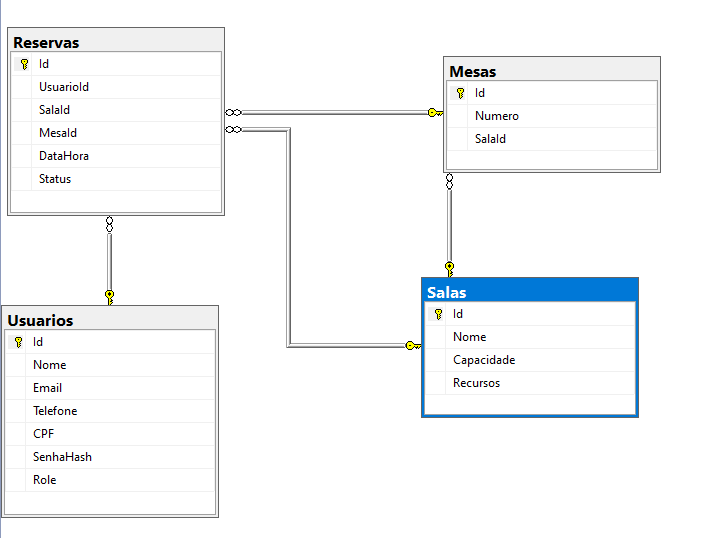 Reservas
Id
UsuarioId
SalaId
MesaId
DataHora
Status
Mesas
Id
Numero
SalaId
Usuarios
Id
Nome
Email
Telefone
CPF
SenhaHash
Role
Salas
Id
Nome
Capacidade
Recursos